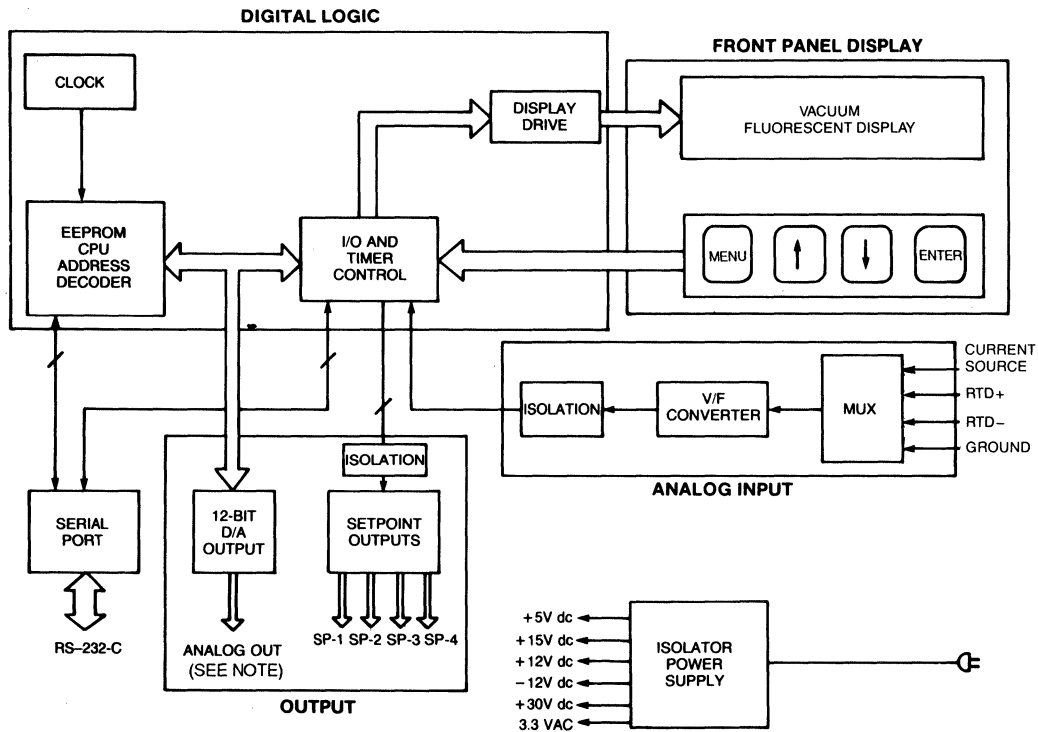 DIGITAL LOGIC
CLOCK
EEPROM
CPU
ADDRESS
DECODER
I/O AND
TIMER
CONTROL
DISPLAY
DRIVE
FRONT PANEL DISPLAY
VACUUM
FLUORESCENT DISPLAY
MENU
ENTER
CURRENT
SOURCE
RTD+
RTD−
GROUND
MUX
V/F
CONVERTER
ISOLATION
ANALOG INPUT
ISOLATION
SERIAL
PORT
12-BIT
D/A
OUTPUT
SETPOINT
OUTPUTS
RS–232-C
ANALOG OUT
(SEE NOTE)
SP-1 SP-2 SP-3 SP-4
OUTPUT
+5V dc
+15V dc
+12V dc
−12V dc
+30V dc
3.3 VAC
ISOLATOR
POWER
SUPPLY